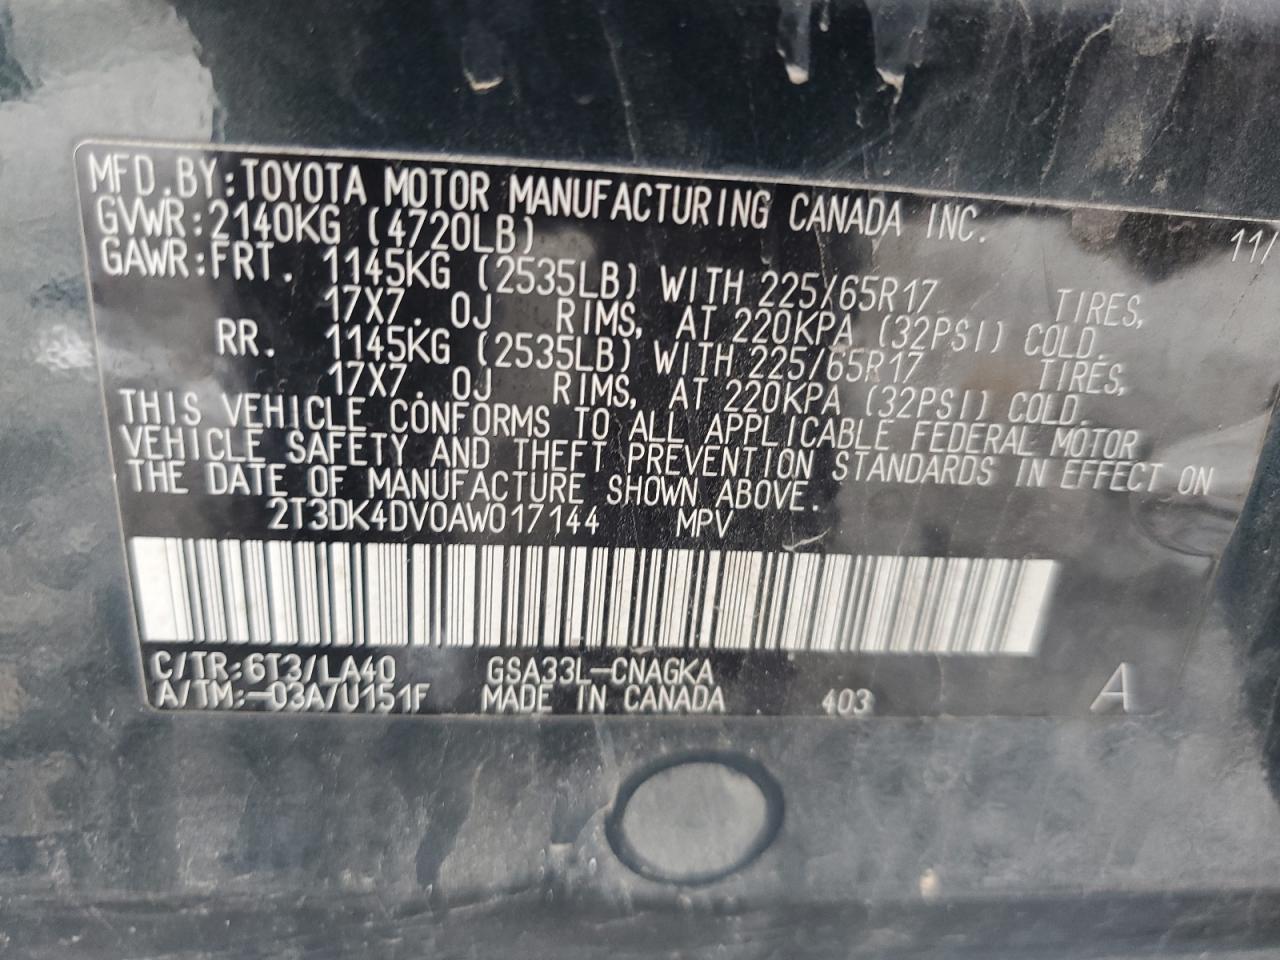 MFD.BY:TOYOTA MOTOR MANUFACTURING CANADA INC.
11/
GVWR:2140KG (4720LB)
GAWR:FRT. 1145KG (2535LB) WITH 225/65R17 TIRES,
17X7. 0J RIMS, AT 220KPA (32PSI) COLD.
RR. 1145KG (2535LB) WITH 225/65R17 TIRES,
17X7. 0J RIMS, AT 220KPA (32PSI) COLD.
THIS VEHICLE CONFORMS TO ALL APPLICABLE FEDERAL MOTOR
VEHICLE SAFETY AND THEFT PREVENTION STANDARDS IN EFFECT ON
THE DATE OF MANUFACTURE SHOWN ABOVE.
2T3DK4DV0AW017144 MPV
C/TR:6T3/LA40 GSA33L-CNAGKA
A/TM:-03A/U151F MADE IN CANADA 403 A